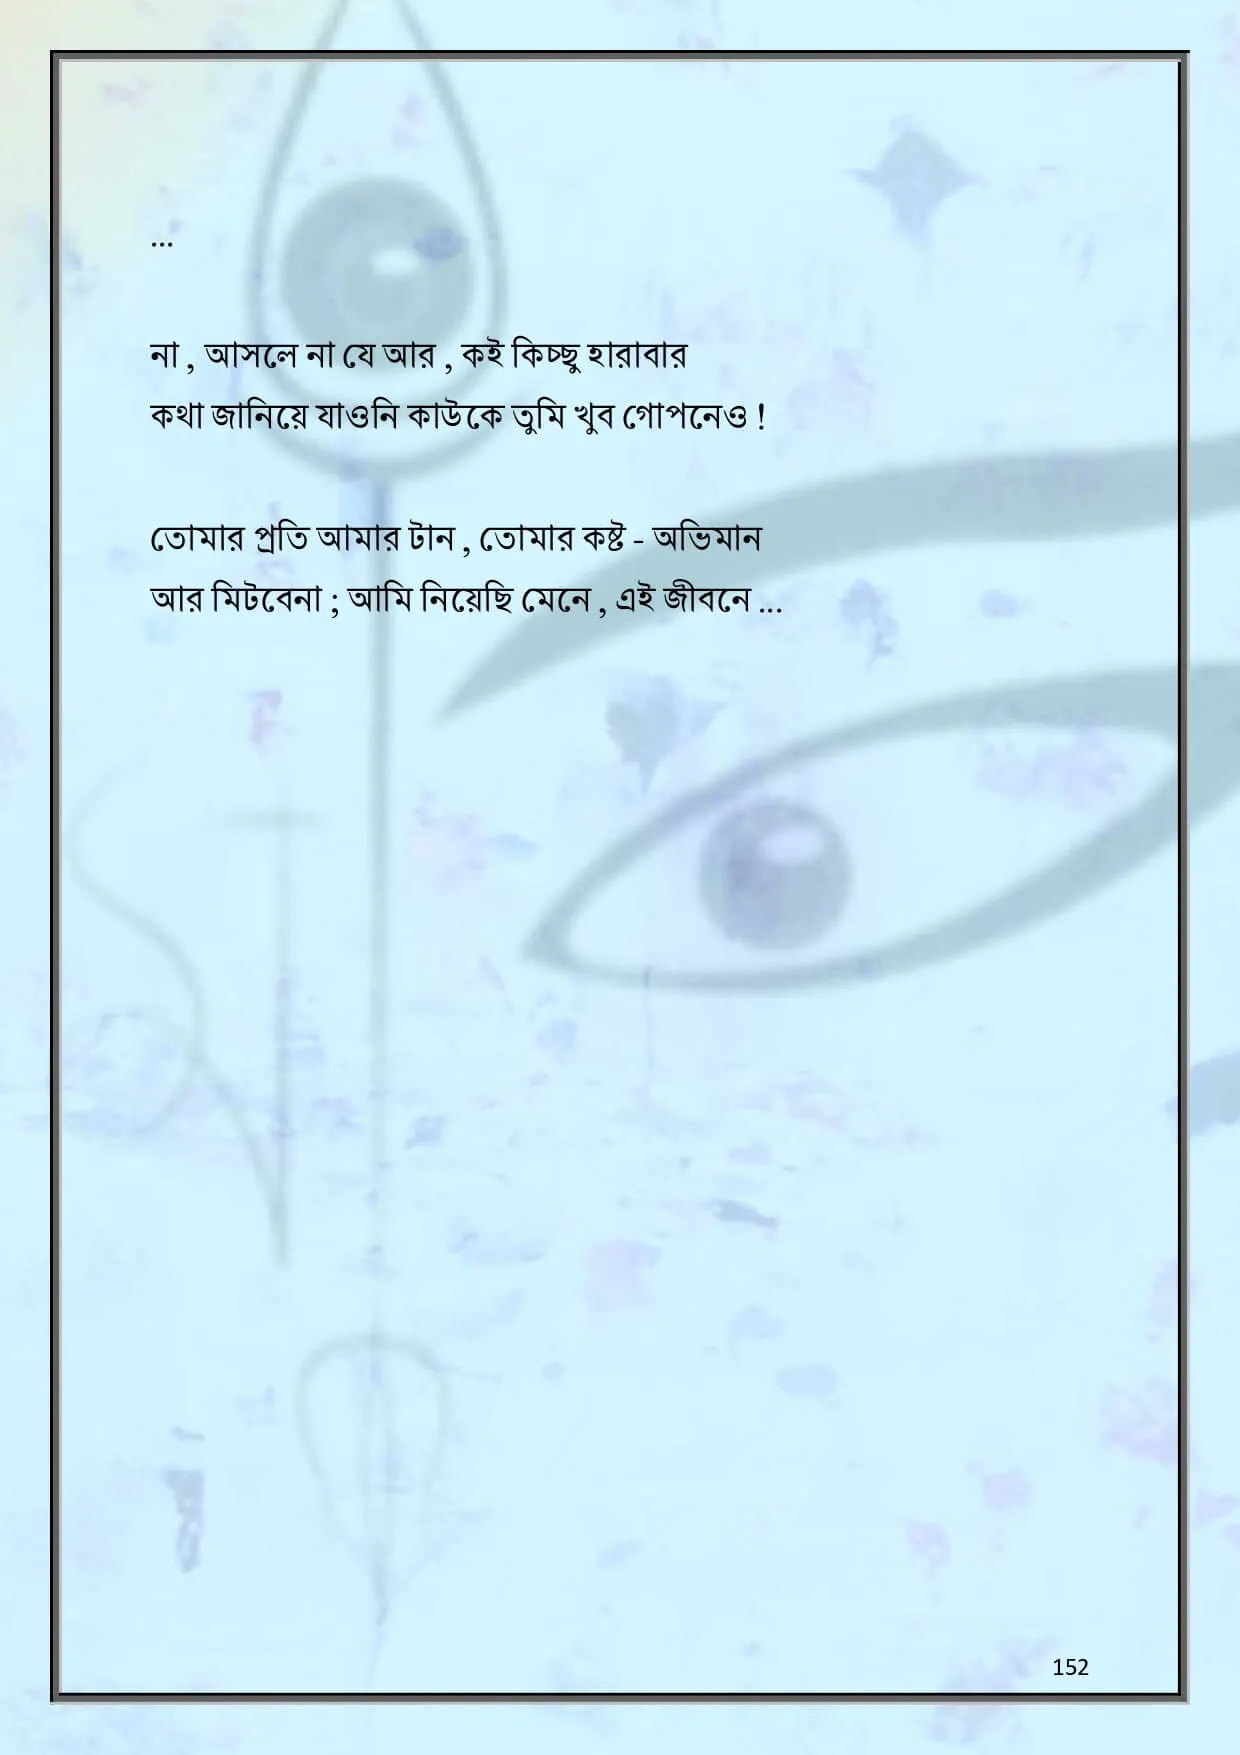 ...
না , আসলে না যে আর , কই কিচ্ছু হারাবার
কথা জানিয়ে যাওনি কাউকে তুমি খুব গোপনেও !
তোমার প্রতি আমার টান , তোমার কষ্ট - অভিমান
আর মিটবেনা ; আমি নিয়েছি মেনে , এই জীবনে ...
152